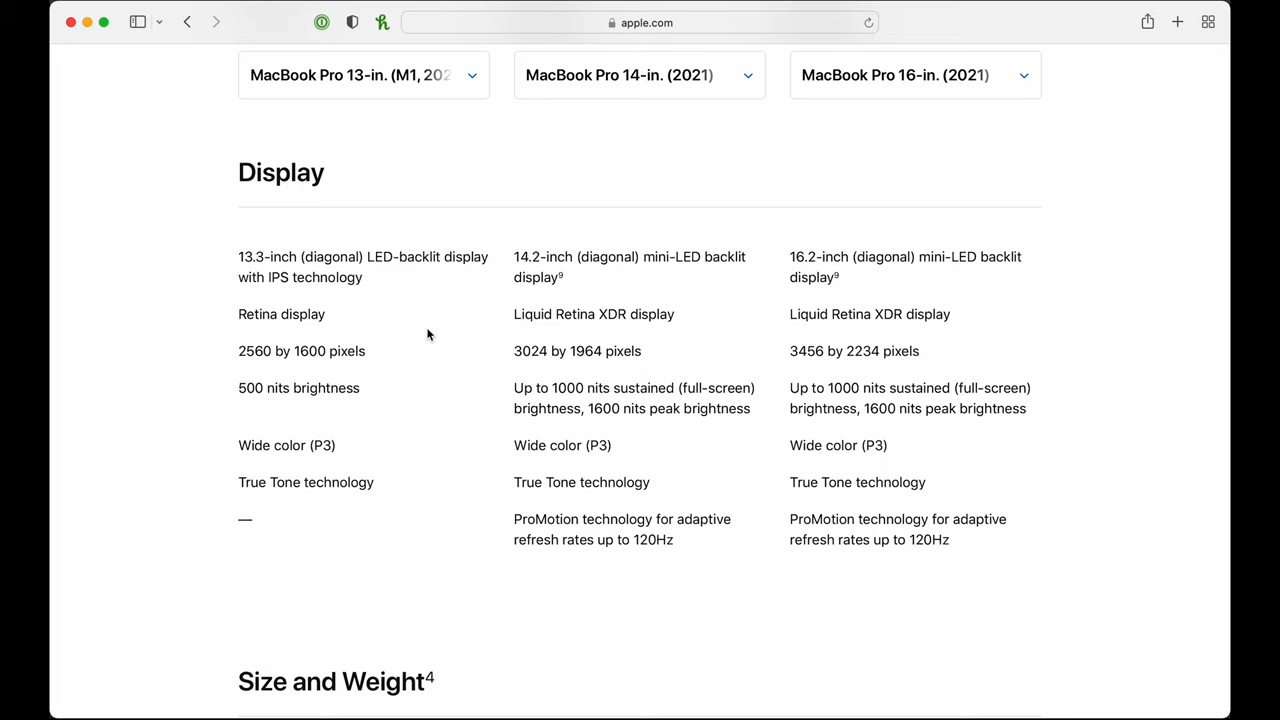 apple.com
MacBook Pro 13-in. (M1, 202
MacBook Pro 14-in. (2021)
MacBook Pro 16-in. (2021)
Display
13.3-inch (diagonal) LED-backlit display
with IPS technology
14.2-inch (diagonal) mini-LED backlit
display⁹
16.2-inch (diagonal) mini-LED backlit
display⁹
Retina display
Liquid Retina XDR display
Liquid Retina XDR display
2560 by 1600 pixels
3024 by 1964 pixels
3456 by 2234 pixels
500 nits brightness
Up to 1000 nits sustained (full-screen)
brightness, 1600 nits peak brightness
Up to 1000 nits sustained (full-screen)
brightness, 1600 nits peak brightness
Wide color (P3)
Wide color (P3)
Wide color (P3)
True Tone technology
True Tone technology
True Tone technology
—
ProMotion technology for adaptive
refresh rates up to 120Hz
ProMotion technology for adaptive
refresh rates up to 120Hz
Size and Weight⁴